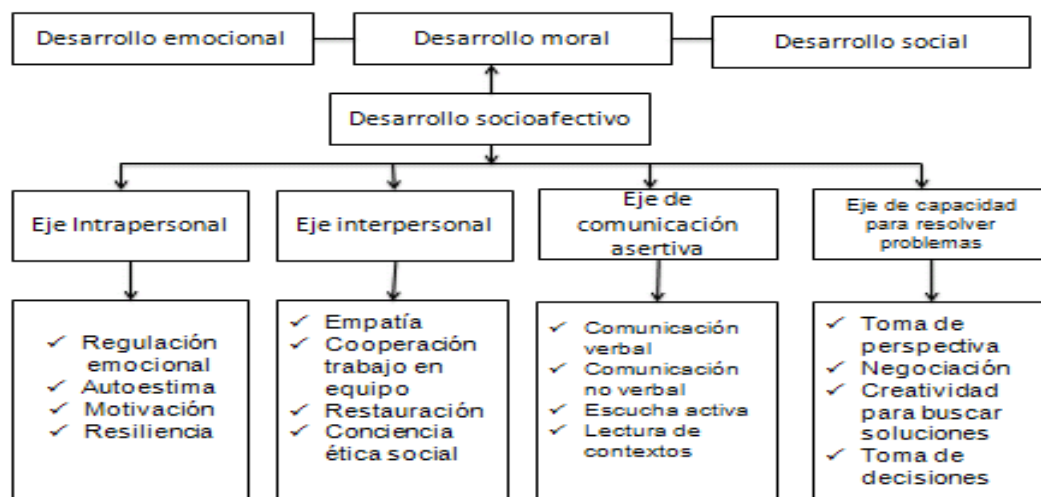 Desarrollo emocional
Desarrollo moral
Desarrollo social
Desarrollo socioafectivo
Eje Intrapersonal
Eje interpersonal
Eje de
comunicación
asertiva
Eje de capacidad
para resolver
problemas
✓ Regulación
emocional
✓ Autoestima
✓ Motivación
✓ Resiliencia
✓ Empatía
✓ Cooperación
trabajo en
equipo
✓ Restauración
✓ Conciencia
ética social
✓ Comunicación
verbal
✓ Comunicación
no verbal
✓ Escucha activa
✓ Lectura de
contextos
✓ Toma de
perspectiva
✓ Negociación
✓ Creatividad
para buscar
soluciones
✓ Toma de
decisiones